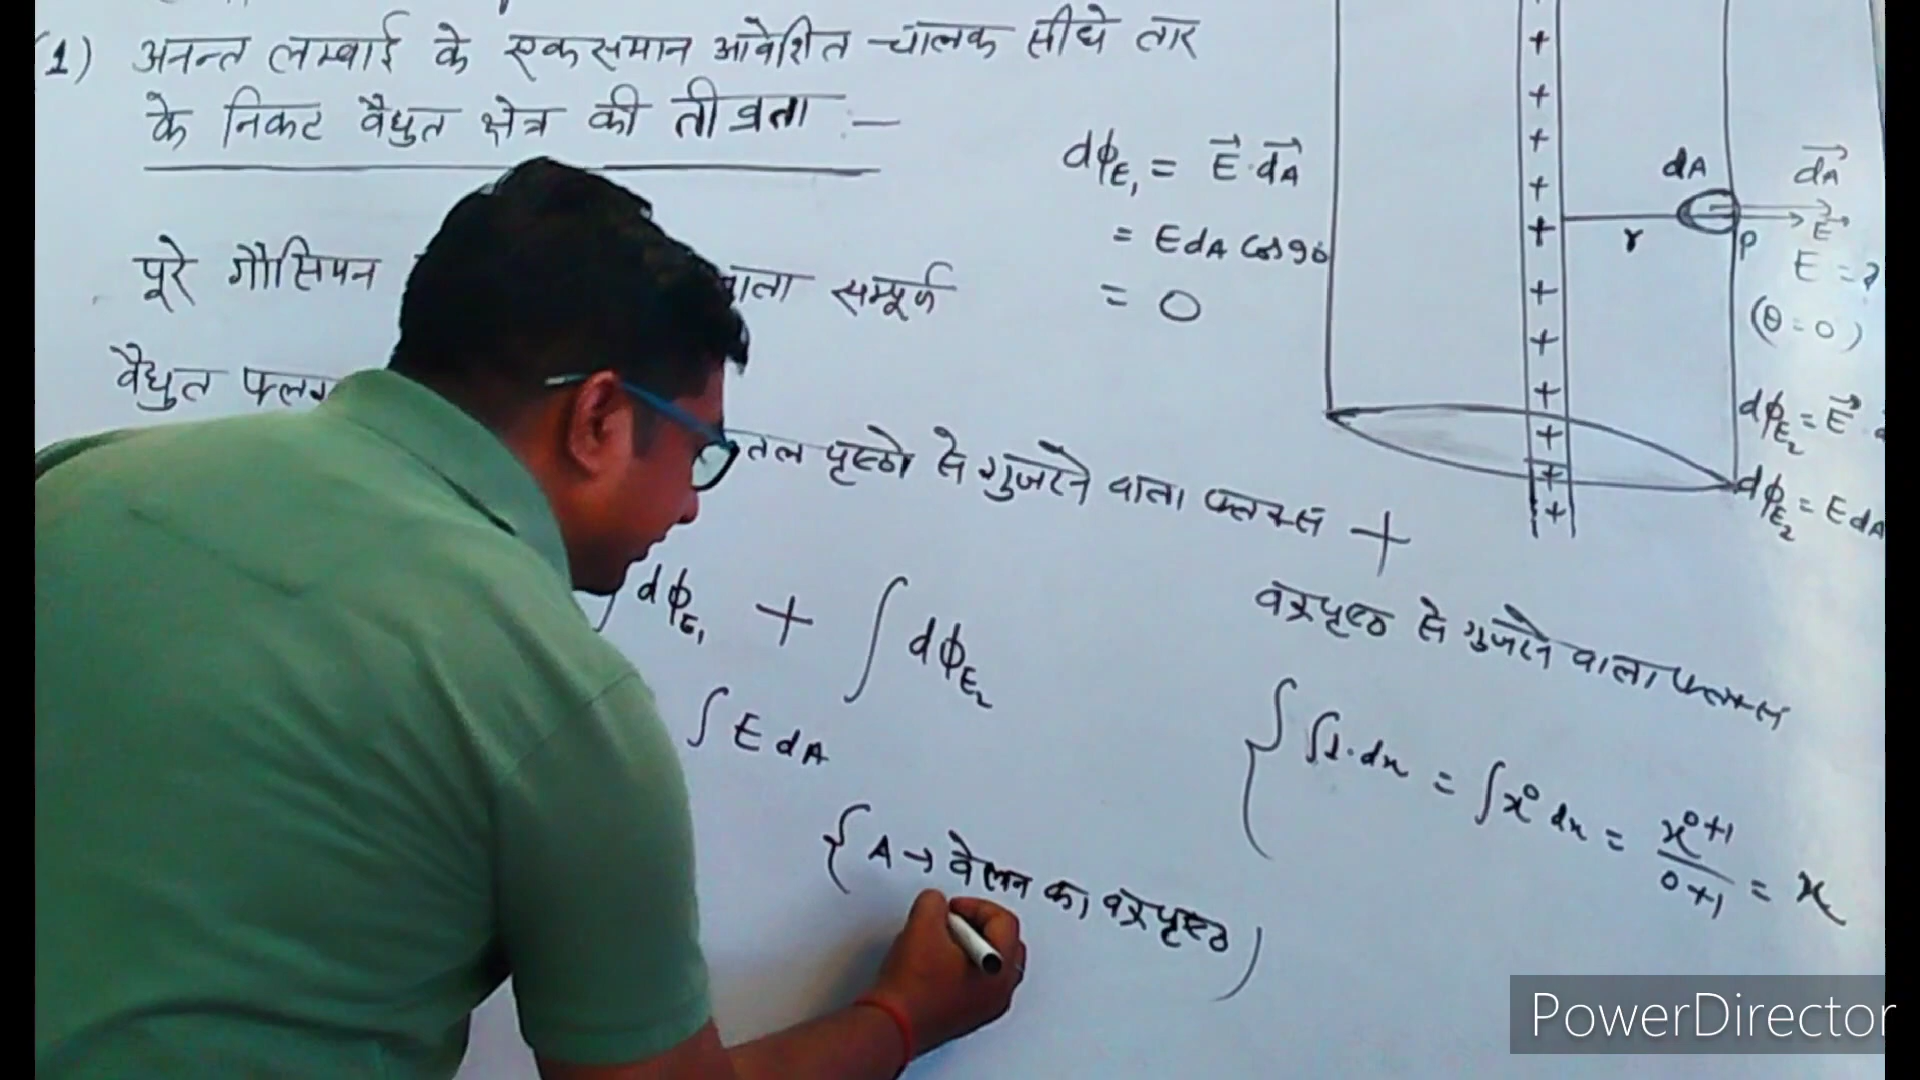 (1) अनन्त लम्बाई के एकसमान आवेशित चालक सीधे तार
के निकट वैधुत क्षेत्र की तीव्रता :—
dϕE₁ = E⃗·dA⃗
= EdA Cos90
= 0
पूरे गौसियन
वाला सम्पूर्ण
वैधुत
तल पृष्ठो से गुजरने वाला फ्लक्स +
वक्रपृष्ठ से गुजरने वाला फ्लक्स
∫dϕE₁ + ∫dϕE₂
∫EdA
{A→ बेलन का वक्रपृष्ठ)
{∫1·dx = ∫x⁰dx = x⁰⁺¹/0+1 = x
+
+
+
+
+
+
+
+
+
+
+
dA
dA⃗
r
P
E⃗
E = ?
(θ=0)
dϕE₂ = E⃗·
dϕE₂ = EdA
PowerDirector